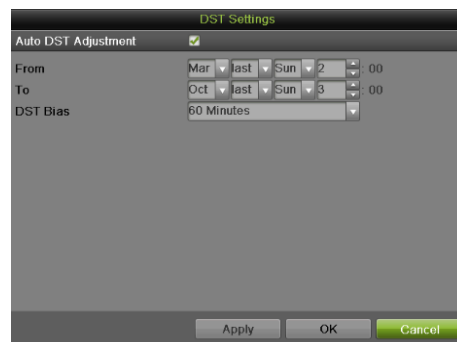 DST Settings
Auto DST Adjustment
From Mar last Sun 2 : 00
To Oct last Sun 3 : 00
DST Bias 60 Minutes
Apply OK Cancel